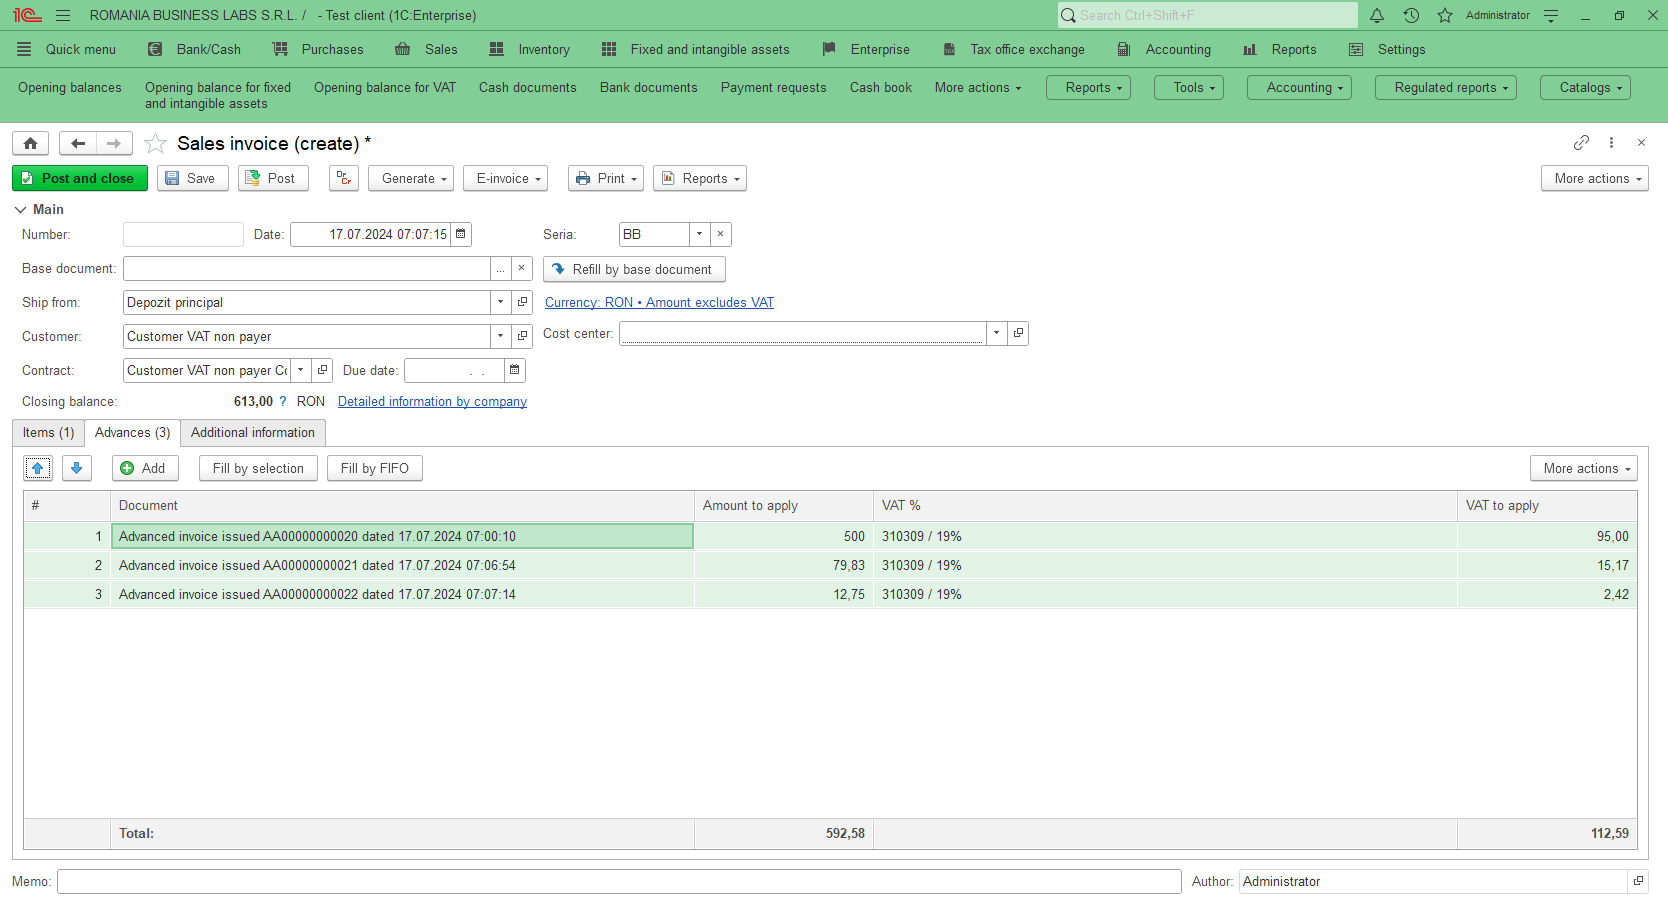 ROMANIA BUSINESS LABS S.R.L. / - Test client (1C:Enterprise)
Search Ctrl+Shift+F
Administrator
Quick menu
Bank/Cash
Purchases
Sales
Inventory
Fixed and intangible assets
Enterprise
Tax office exchange
Accounting
Reports
Settings
Opening balances
Opening balance for fixed
and intangible assets
Opening balance for VAT
Cash documents
Bank documents
Payment requests
Cash book
More actions
Reports
Tools
Accounting
Regulated reports
Catalogs
Sales invoice (create) *
Post and close
Save
Post
Dr
Cr
Generate
E-invoice
Print
Reports
More actions
Main
Number:
Date: 17.07.2024 07:07:15
Seria: BB
Base document:
Refill by base document
Ship from: Depozit principal
Currency: RON • Amount excludes VAT
Customer: Customer VAT non payer
Cost center:
Contract: Customer VAT non payer Co
Due date: . .
Closing balance: 613,00 ? RON Detailed information by company
Items (1)
Advances (3)
Additional information
Add
Fill by selection
Fill by FIFO
More actions
# Document Amount to apply VAT % VAT to apply
1 Advanced invoice issued AA00000000020 dated 17.07.2024 07:00:10 500 310309 / 19% 95,00
2 Advanced invoice issued AA00000000021 dated 17.07.2024 07:06:54 79,83 310309 / 19% 15,17
3 Advanced invoice issued AA00000000022 dated 17.07.2024 07:07:14 12,75 310309 / 19% 2,42
Total: 592,58 112,59
Memo:
Author: Administrator